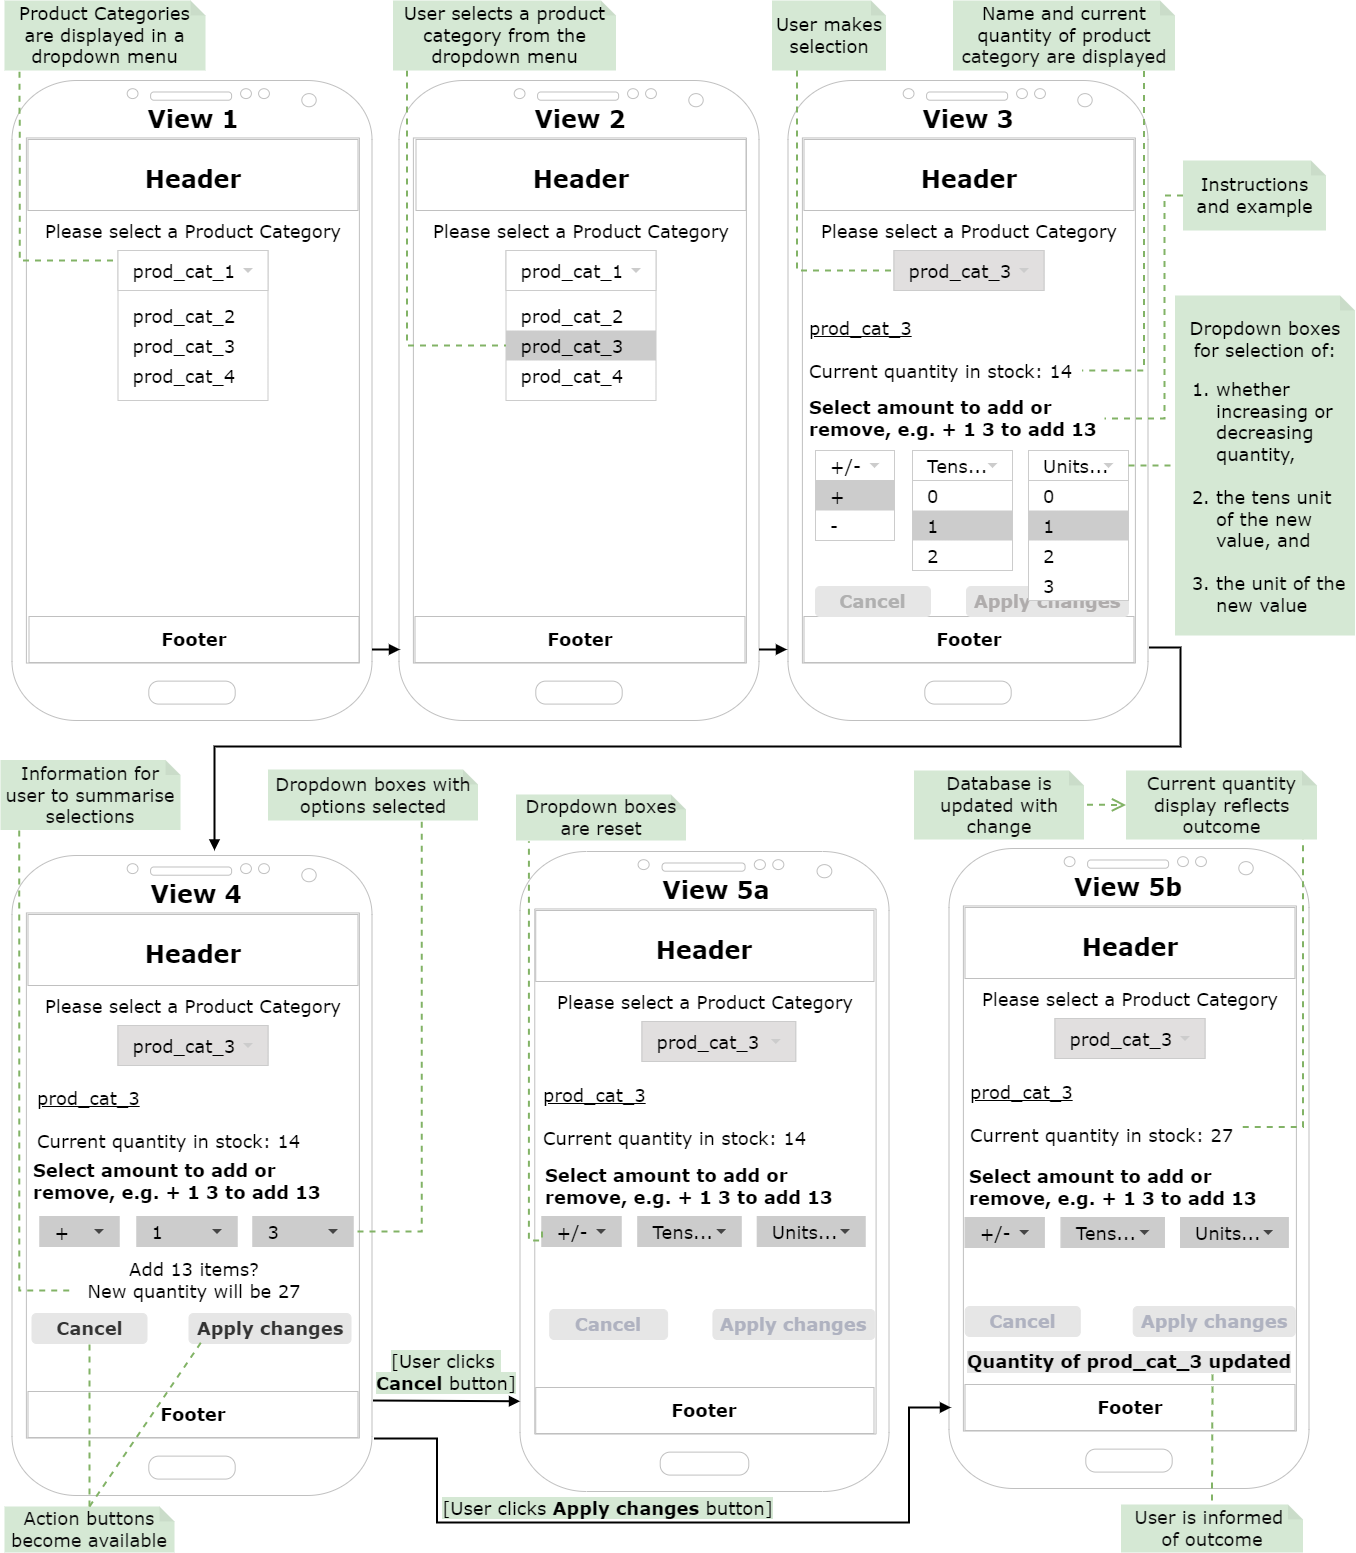 Product Categories
are displayed in a
dropdown menu
User selects a product
category from the
dropdown menu
User makes
selection
Name and current
quantity of product
category are displayed
View 1
Header
Please select a Product Category
prod_cat_1
prod_cat_2
prod_cat_3
prod_cat_4
Footer
View 2
Header
Please select a Product Category
prod_cat_1
prod_cat_2
prod_cat_3
prod_cat_4
Footer
View 3
Header
Please select a Product Category
prod_cat_3
prod_cat_3
Current quantity in stock: 14
Select amount to add or
remove, e.g. + 1 3 to add 13
+/- Tens... Units...
+ 0 0
- 1 1
2 2
3
Cancel Apply changes
Footer
Instructions
and example
Dropdown boxes
for selection of:
1. whether
increasing or
decreasing
quantity,
2. the tens unit
of the new
value, and
3. the unit of the
new value
Information for
user to summarise
selections
Dropdown boxes with
options selected
Dropdown boxes
are reset
Database is
updated with
change
Current quantity
display reflects
outcome
View 4
Header
Please select a Product Category
prod_cat_3
prod_cat_3
Current quantity in stock: 14
Select amount to add or
remove, e.g. + 1 3 to add 13
+ 1 3
Add 13 items?
New quantity will be 27
Cancel Apply changes
Footer
[User clicks
Cancel button]
View 5a
Header
Please select a Product Category
prod_cat_3
prod_cat_3
Current quantity in stock: 14
Select amount to add or
remove, e.g. + 1 3 to add 13
+/- Tens... Units...
Cancel Apply changes
Footer
View 5b
Header
Please select a Product Category
prod_cat_3
prod_cat_3
Current quantity in stock: 27
Select amount to add or
remove, e.g. + 1 3 to add 13
+/- Tens... Units...
Cancel Apply changes
Quantity of prod_cat_3 updated
Footer
[User clicks Apply changes button]
Action buttons
become available
User is informed
of outcome